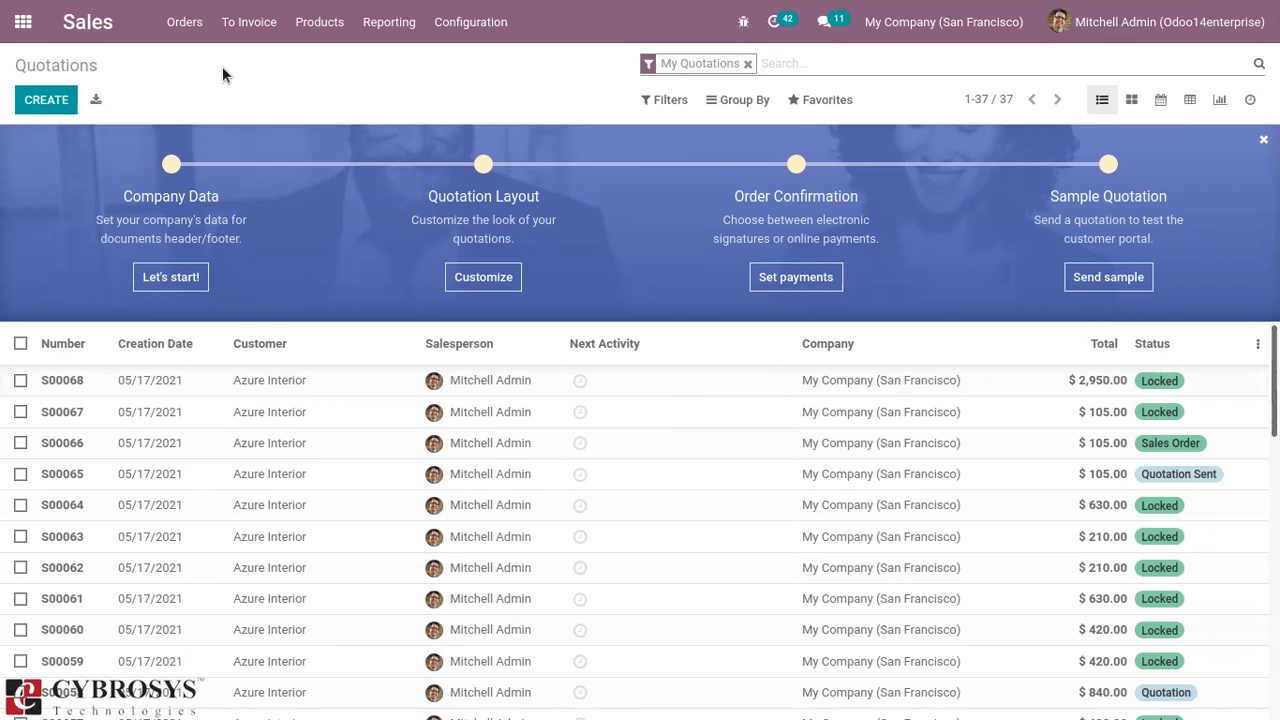 Sales Orders To Invoice Products Reporting Configuration 42 11 My Company (San Francisco) Mitchell Admin (Odoo14enterprise)
Quotations My Quotations Search...
CREATE Filters Group By Favorites 1-37 / 37
Company Data Quotation Layout Order Confirmation Sample Quotation
Set your company's data for Customize the look of your Choose between electronic Send a quotation to test the
documents header/footer. quotations. signatures or online payments. customer portal.
Let's start! Customize Set payments Send sample
Number Creation Date Customer Salesperson Next Activity Company Total Status
S00068 05/17/2021 Azure Interior Mitchell Admin My Company (San Francisco) $ 2,950.00 Locked
S00067 05/17/2021 Azure Interior Mitchell Admin My Company (San Francisco) $ 105.00 Locked
S00066 05/17/2021 Azure Interior Mitchell Admin My Company (San Francisco) $ 105.00 Sales Order
S00065 05/17/2021 Azure Interior Mitchell Admin My Company (San Francisco) $ 105.00 Quotation Sent
S00064 05/17/2021 Azure Interior Mitchell Admin My Company (San Francisco) $ 630.00 Locked
S00063 05/17/2021 Azure Interior Mitchell Admin My Company (San Francisco) $ 210.00 Locked
S00062 05/17/2021 Azure Interior Mitchell Admin My Company (San Francisco) $ 210.00 Locked
S00061 05/17/2021 Azure Interior Mitchell Admin My Company (San Francisco) $ 630.00 Locked
S00060 05/17/2021 Azure Interior Mitchell Admin My Company (San Francisco) $ 420.00 Locked
S00059 05/17/2021 Azure Interior Mitchell Admin My Company (San Francisco) $ 420.00 Locked
Azure Interior Mitchell Admin My Company (San Francisco) $ 840.00 Quotation
CYBROSYS™
Technologies